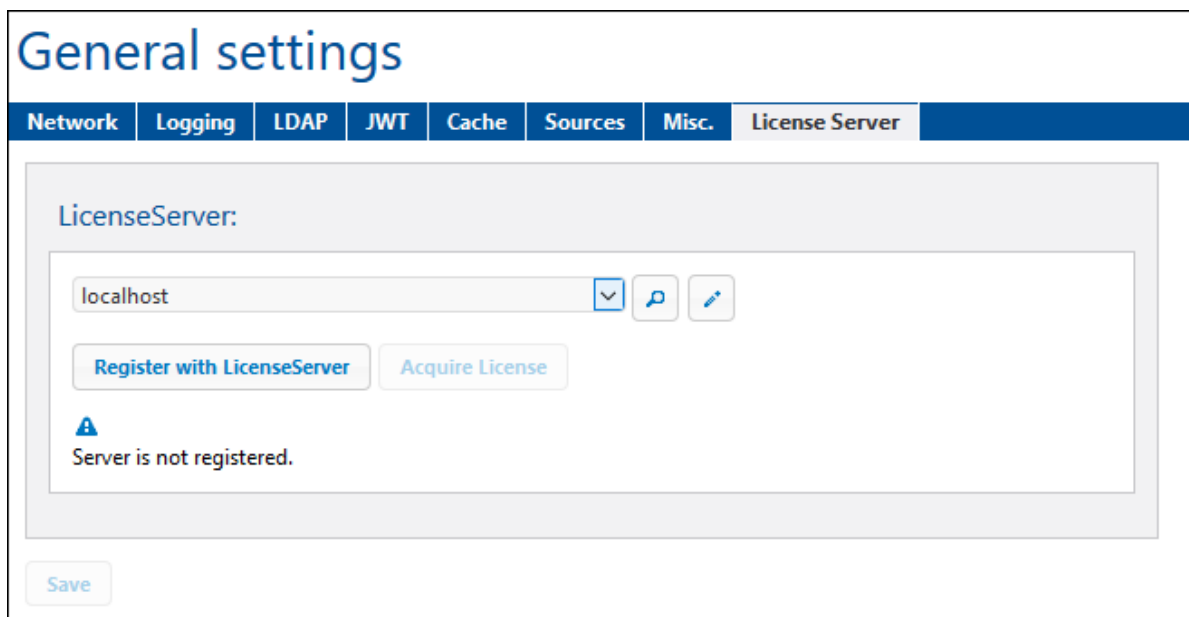 General settings
Network Logging LDAP JWT Cache Sources Misc. License Server
LicenseServer:
localhost
Register with LicenseServer Acquire License
Server is not registered.
Save